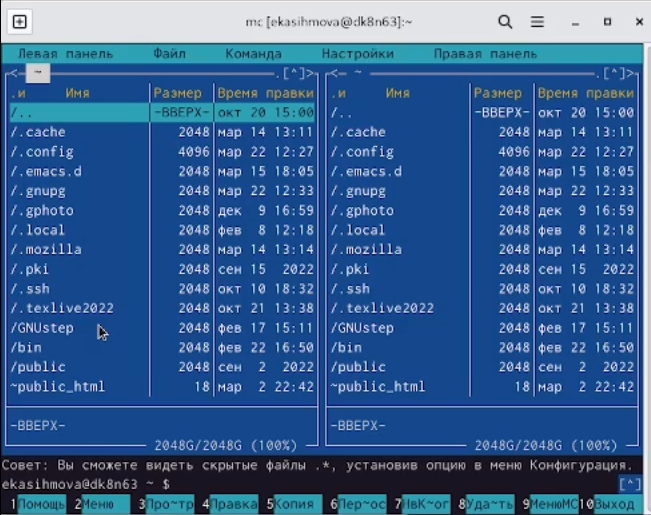 mc [ekasihmova@dk8n63]:~
Левая панель Файл Команда Настройки Правая панель
<— ~ .[^]> <— ~ .[^]>
.и Имя Размер Время правки .и Имя Размер Время правки
/.. -ВВЕРХ- окт 20 15:00 /.. -ВВЕРХ- окт 20 15:00
/.cache 2048 мар 14 13:11 /.cache 2048 мар 14 13:11
/.config 4096 мар 22 12:27 /.config 4096 мар 22 12:27
/.emacs.d 2048 мар 15 18:05 /.emacs.d 2048 мар 15 18:05
/.gnupg 2048 мар 22 12:33 /.gnupg 2048 мар 22 12:33
/.gphoto 2048 дек 9 16:59 /.gphoto 2048 дек 9 16:59
/.local 2048 фев 8 12:18 /.local 2048 фев 8 12:18
/.mozilla 2048 мар 14 13:14 /.mozilla 2048 мар 14 13:14
/.pki 2048 сен 15 2022 /.pki 2048 сен 15 2022
/.ssh 2048 окт 10 18:32 /.ssh 2048 окт 10 18:32
/.texlive2022 2048 окт 21 13:38 /.texlive2022 2048 окт 21 13:38
/GNUstep 2048 фев 17 15:11 /GNUstep 2048 фев 17 15:11
/bin 2048 фев 22 16:50 /bin 2048 фев 22 16:50
/public 2048 сен 2 2022 /public 2048 сен 2 2022
~public_html 18 мар 2 22:42 ~public_html 18 мар 2 22:42
-ВВЕРХ- -ВВЕРХ-
2048G/2048G (100%) 2048G/2048G (100%)
Совет: Вы сможете видеть скрытые файлы .*, установив опцию в меню Конфигурация.
ekasihmova@dk8n63 ~ $ [^]
1Помощь 2Меню 3Про~тр 4Правка 5Копия 6Пер~ос 7НвК~ог 8Уда~ть 9МенюМС 10Выход